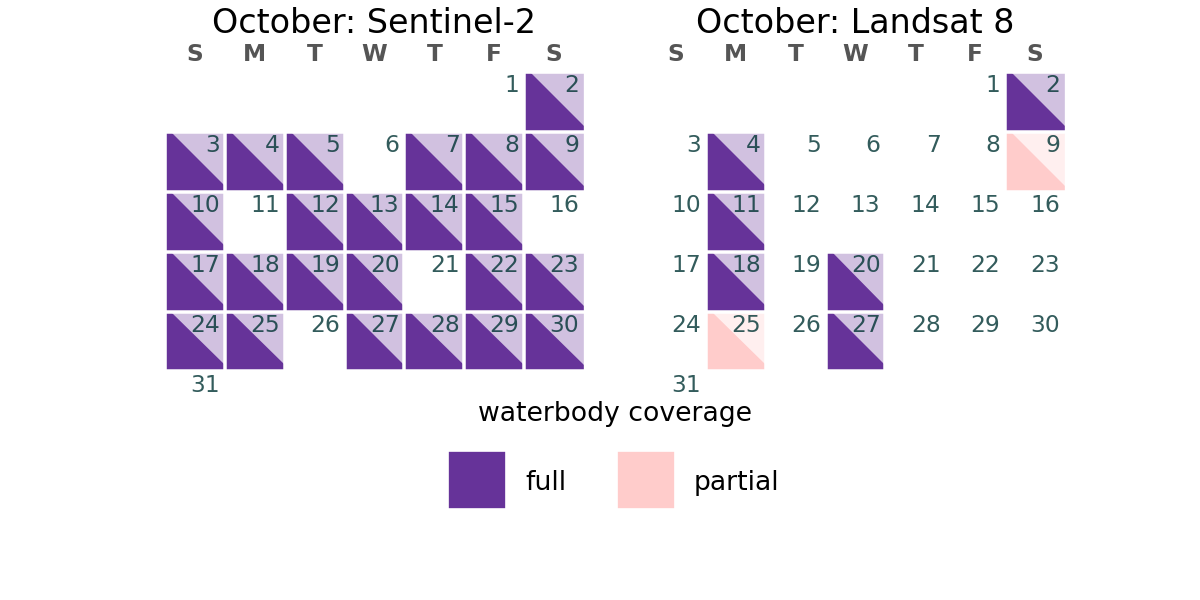 October: Sentinel-2
S M T W T F S
1 2
3 4 5 6 7 8 9
10 11 12 13 14 15 16
17 18 19 20 21 22 23
24 25 26 27 28 29 30
31
October: Landsat 8
S M T W T F S
1 2
3 4 5 6 7 8 9
10 11 12 13 14 15 16
17 18 19 20 21 22 23
24 25 26 27 28 29 30
31
waterbody coverage
full partial